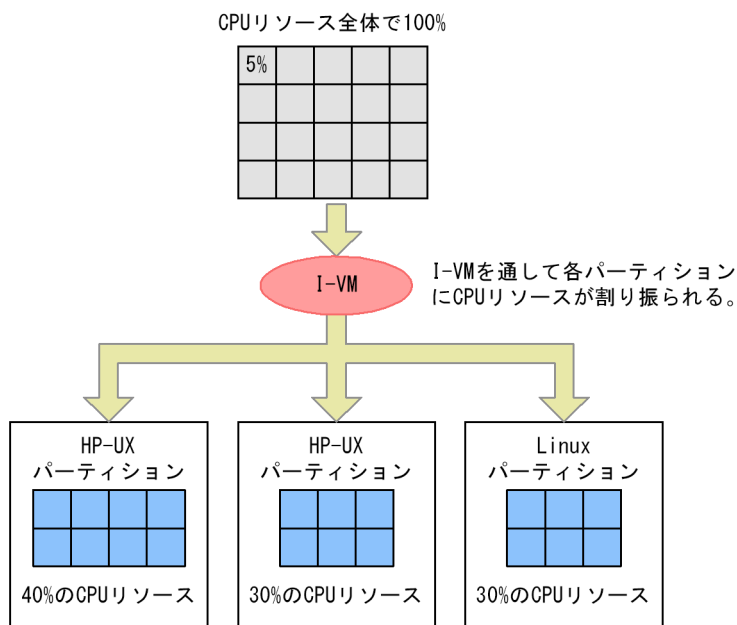 CPUリソース全体で100%
5%
I-VM
I-VMを通して各パーティション
にCPUリソースが割り振られる。
HP-UX
パーティション
40%のCPUリソース
HP-UX
パーティション
30%のCPUリソース
Linux
パーティション
30%のCPUリソース